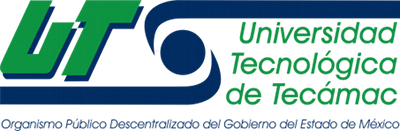 UT
Universidad
Tecnológica
de Tecámac
Organismo Público Descentralizado del Gobierno del Estado de México